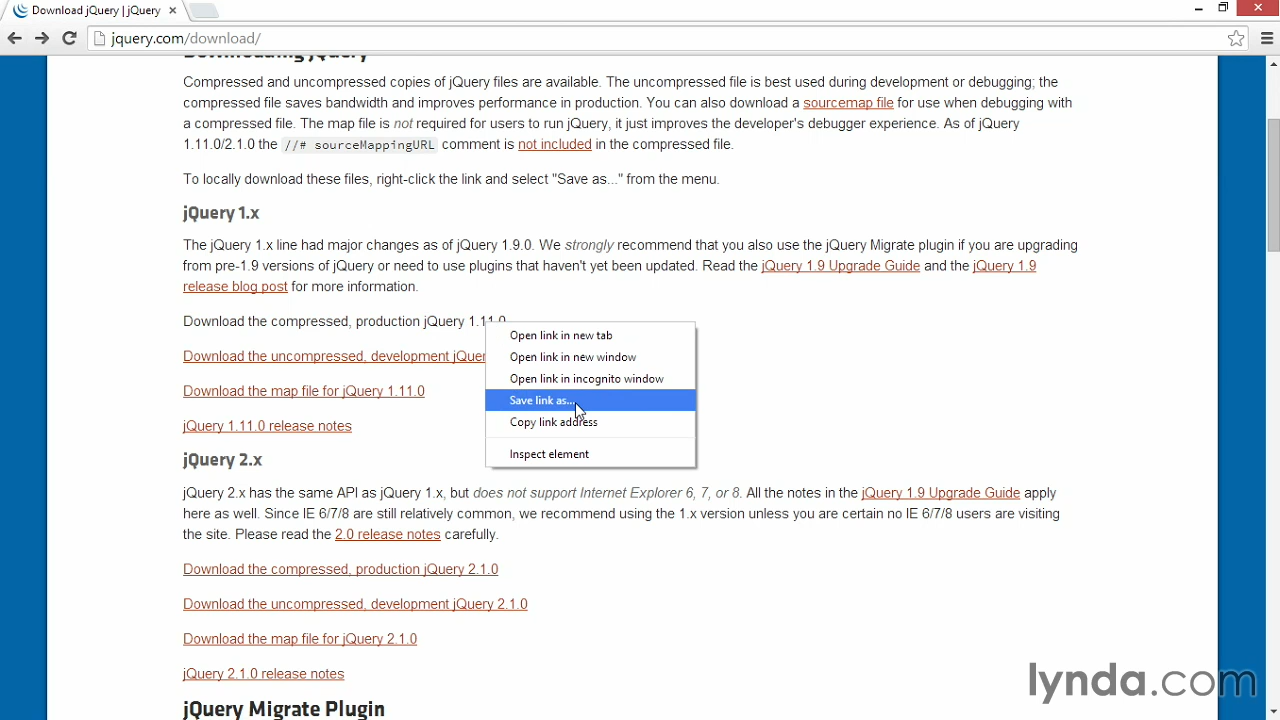 Download jQuery | jQuery
jquery.com/download/
Downloading jQuery
Compressed and uncompressed copies of jQuery files are available. The uncompressed file is best used during development or debugging; the
compressed file saves bandwidth and improves performance in production. You can also download a sourcemap file for use when debugging with
a compressed file. The map file is not required for users to run jQuery, it just improves the developer's debugger experience. As of jQuery
1.11.0/2.1.0 the //# sourceMappingURL comment is not included in the compressed file.
To locally download these files, right-click the link and select "Save as..." from the menu.
jQuery 1.x
The jQuery 1.x line had major changes as of jQuery 1.9.0. We strongly recommend that you also use the jQuery Migrate plugin if you are upgrading
from pre-1.9 versions of jQuery or need to use plugins that haven't yet been updated. Read the jQuery 1.9 Upgrade Guide and the jQuery 1.9
release blog post for more information.
Download the compressed, production jQuery 1.11.0
Open link in new tab
Download the uncompressed, development jQuer
Open link in new window
Open link in incognito window
Download the map file for jQuery 1.11.0
Save link as...
Copy link address
jQuery 1.11.0 release notes
Inspect element
jQuery 2.x
jQuery 2.x has the same API as jQuery 1.x, but does not support Internet Explorer 6, 7, or 8. All the notes in the jQuery 1.9 Upgrade Guide apply
here as well. Since IE 6/7/8 are still relatively common, we recommend using the 1.x version unless you are certain no IE 6/7/8 users are visiting
the site. Please read the 2.0 release notes carefully.
Download the compressed, production jQuery 2.1.0
Download the uncompressed, development jQuery 2.1.0
Download the map file for jQuery 2.1.0
jQuery 2.1.0 release notes
lynda.com
jQuery Migrate Plugin